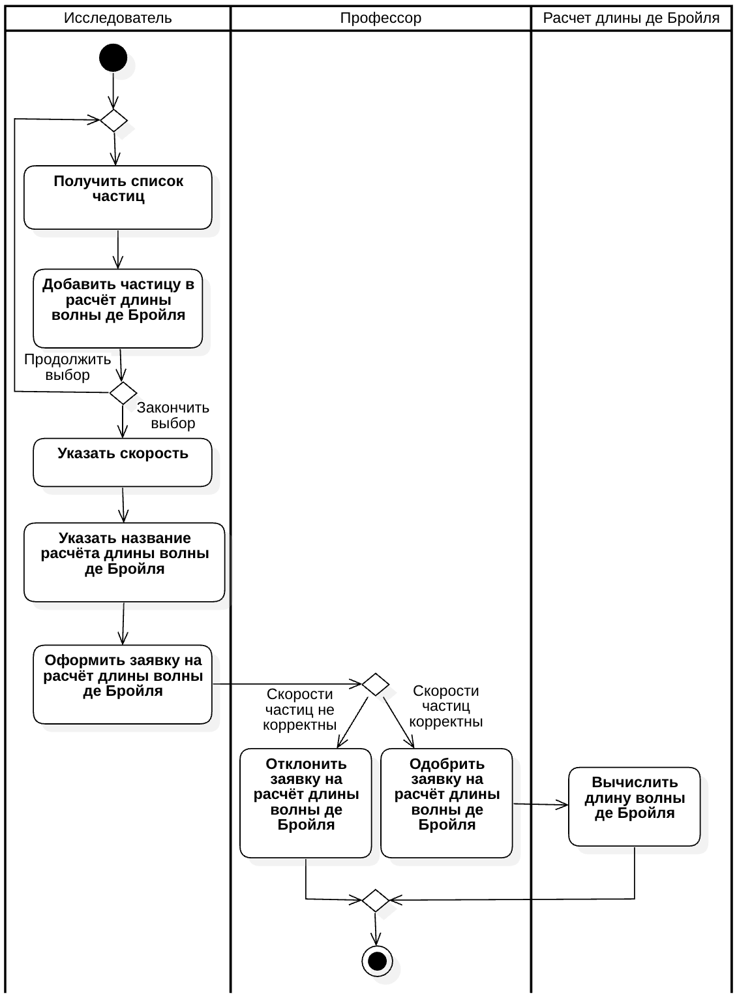 Исследователь
Профессор
Расчет длины де Бройля
Получить список
частиц
Добавить частицу в
расчёт длины
волны де Бройля
Продолжить
выбор
Закончить
выбор
Указать скорость
Указать название
расчёта длины волны
де Бройля
Оформить заявку на
расчёт длины волны
де Бройля
Скорости
частиц не
корректны
Скорости
частиц
корректны
Отклонить
заявку на
расчёт длины
волны де
Бройля
Одобрить
заявку на
расчёт длины
волны де
Бройля
Вычислить
длину волны
де Бройля